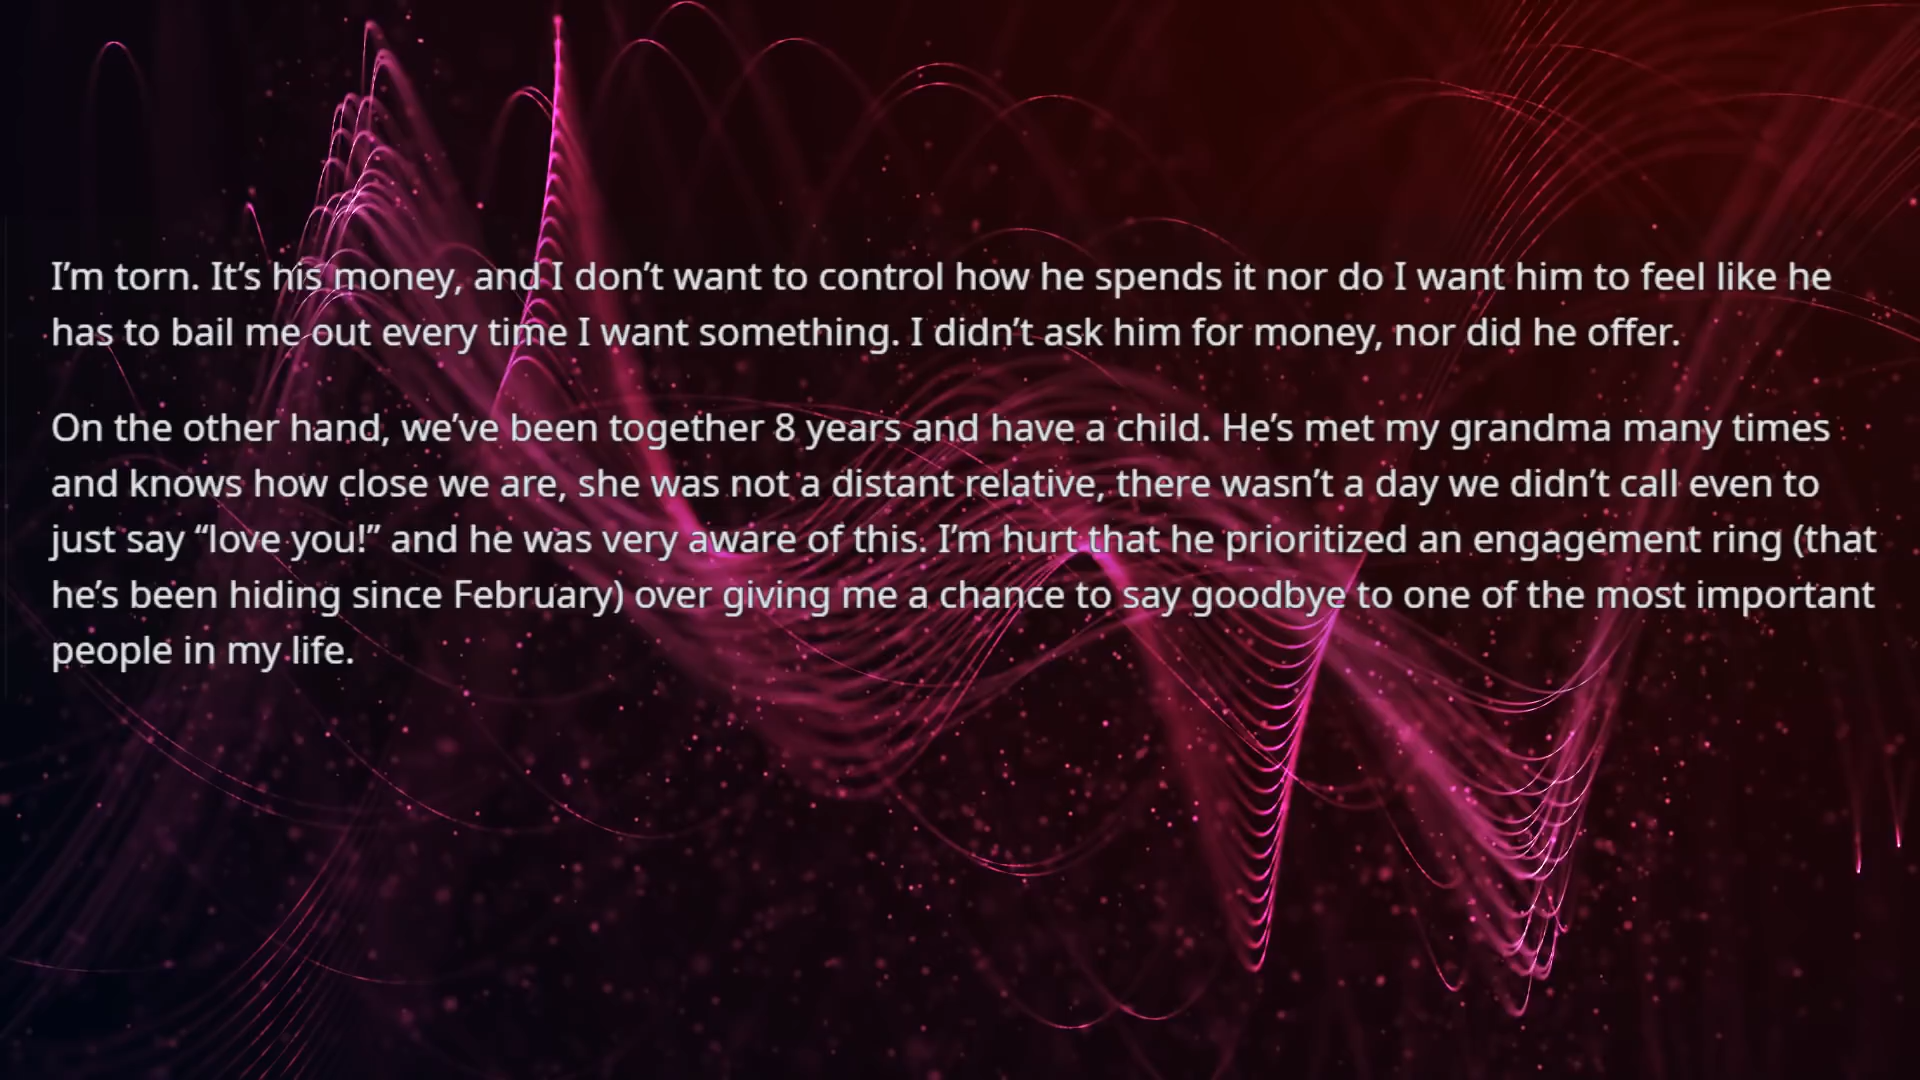 I’m torn. It’s his money, and I don’t want to control how he spends it nor do I want him to feel like he
has to bail me out every time I want something. I didn’t ask him for money, nor did he offer.
On the other hand, we’ve been together 8 years and have a child. He’s met my grandma many times
and knows how close we are, she was not a distant relative, there wasn’t a day we didn’t call even to
just say “love you!” and he was very aware of this. I’m hurt that he prioritized an engagement ring (that
he’s been hiding since February) over giving me a chance to say goodbye to one of the most important
people in my life.